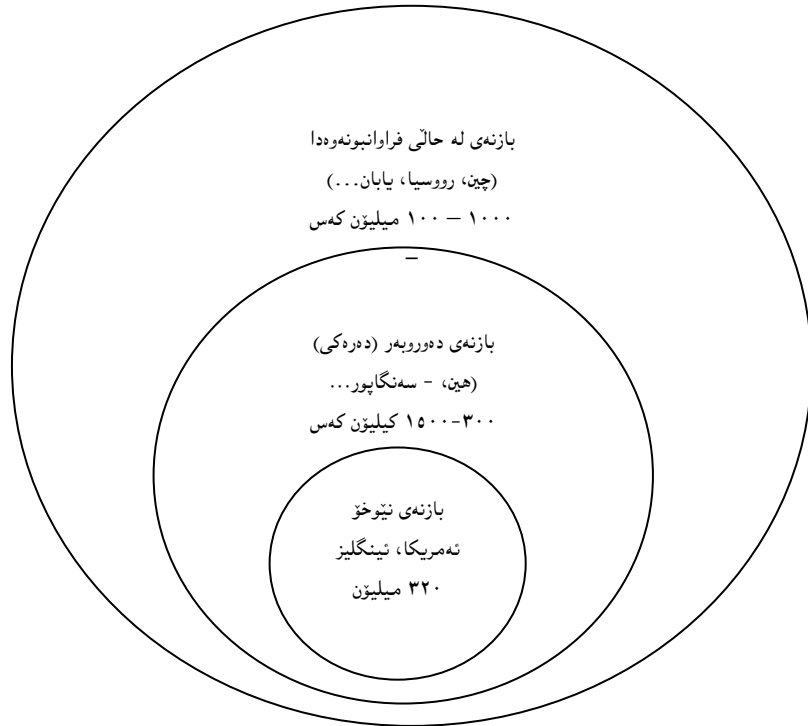 بازنەی لە حاڵی فراوانبونەوەدا
(چین، رووسیا، یابان...)
١٠٠٠ – ١٠٠ میلیۆن کەس
–
بازنەی دەوروبەر (دەرەکی)
(هین، - سەنگاپور...
٣٠٠-١٥٠٠ کیلیۆن کەس
بازنەی نێوخۆ
ئەمریکا، ئینگلیز
٣٢٠ میلیۆن